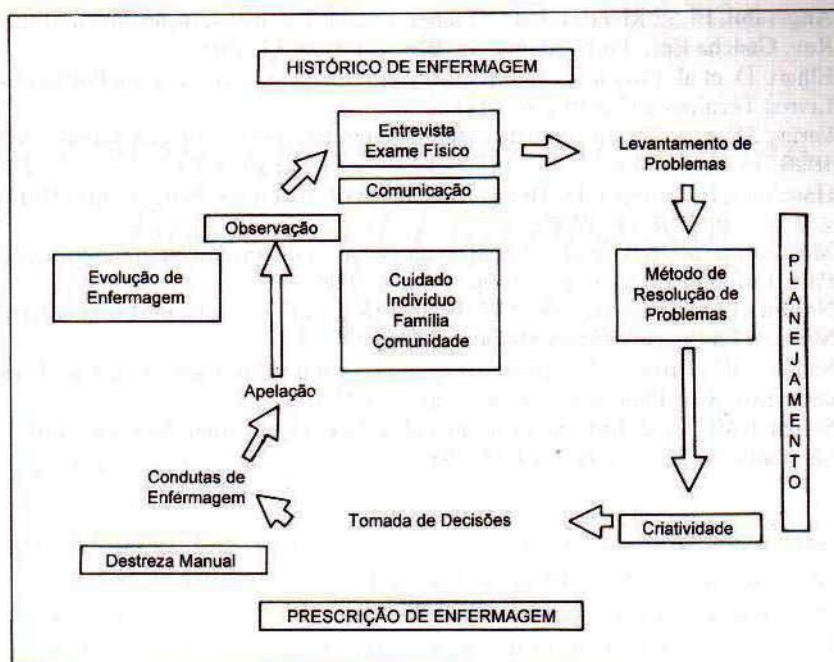 HISTÓRICO DE ENFERMAGEM
Entrevista
Exame Físico
Levantamento de
Problemas
Comunicação
Observação
Evolução de
Enfermagem
Cuidado
Individuo
Família
Comunidade
Método de
Resolução de
Problemas
PLANEJAMENTO
Apelação
Condutas de
Enfermagem
Tomada de Decisões
Criatividade
Destreza Manual
PRESCRIÇÃO DE ENFERMAGEM